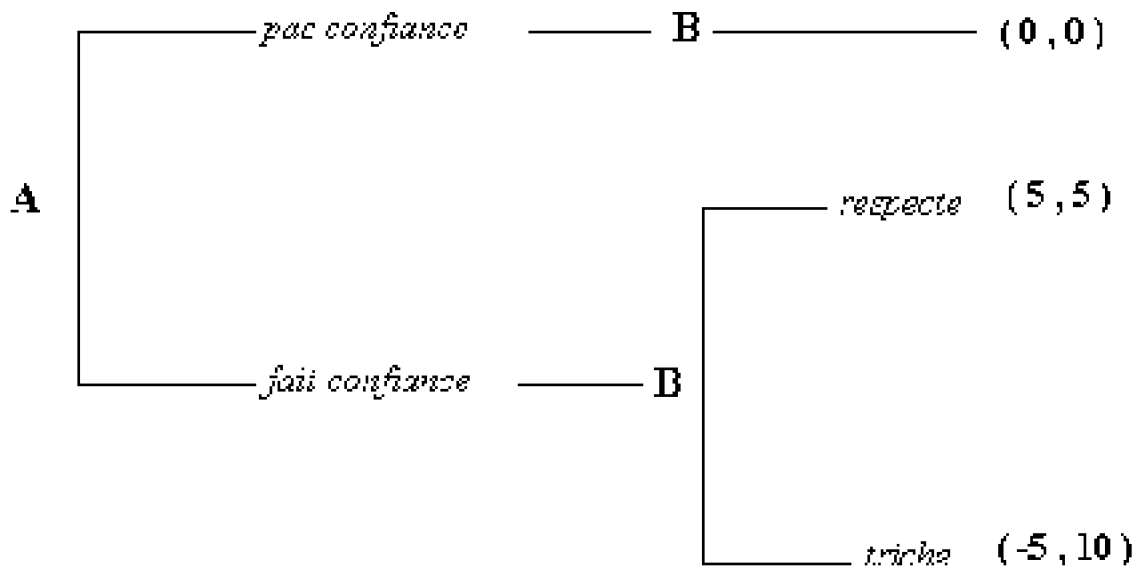 pas confiance B (0,0)
A
respecte (5,5)
fait confiance B
triche (-5,10)